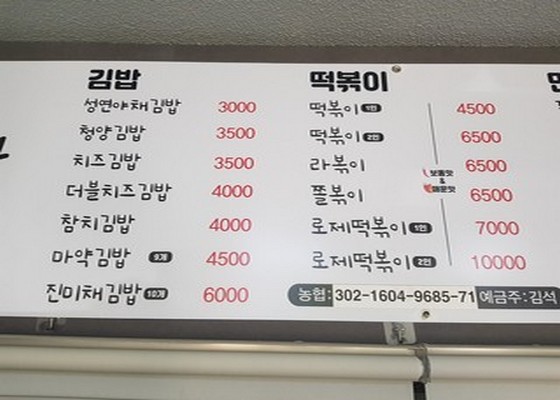 김밥
성연야채김밥 3000
청양김밥 3500
치즈김밥 3500
더블치즈김밥 4000
참치김밥 4000
마약김밥 9개 4500
진미채김밥 10개 6000
떡볶이
떡볶이 1인 4500
떡볶이 2인 6500
라볶이 6500
쫄볶이 6500
로제떡볶이 1인 7000
로제떡볶이 2인 10000
보통맛
&
매운맛
농협: 302-1604-9685-71 예금주:김석